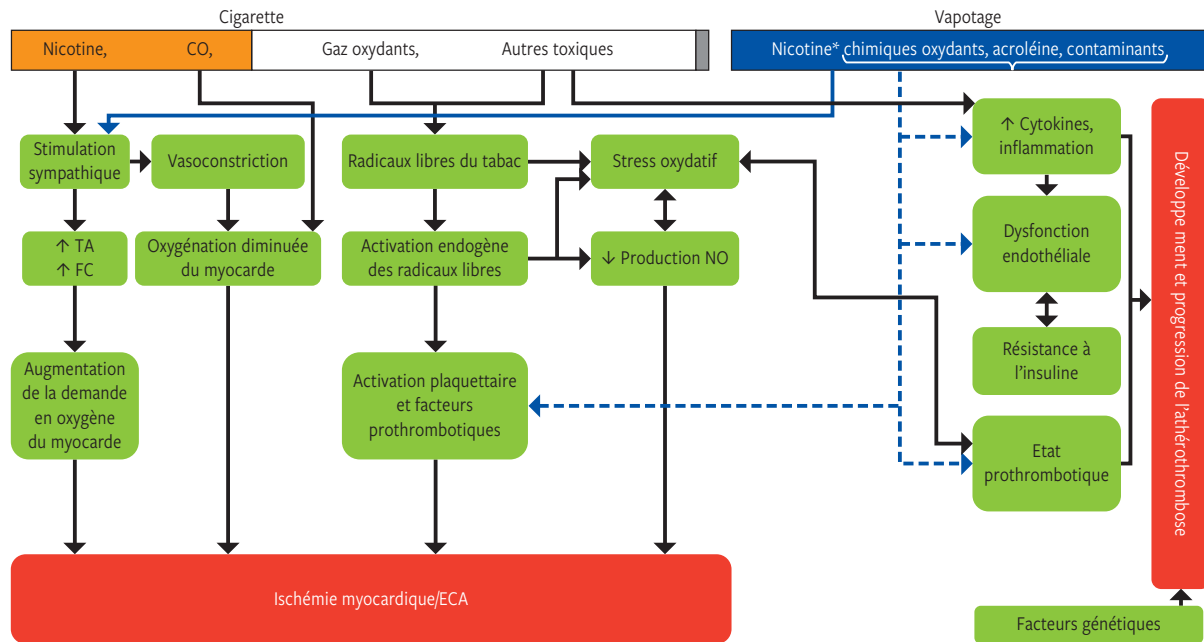 Cigarette
Vapotage
Nicotine,
CO,
Gaz oxydants,
Autres toxiques
Nicotine* chimiques oxydants, acroléine, contaminants
Stimulation
sympathique
Vasoconstriction
Radicaux libres du tabac
Stress oxydatif
↑ Cytokines,
inflammation
↑ TA
↑ FC
Oxygénation diminuée
du myocarde
Activation endogène
des radicaux libres
↓ Production NO
Dysfonction
endothéliale
Résistance à
l'insuline
Augmentation
de la demande
en oxygène
du myocarde
Activation plaquettaire
et facteurs
prothrombotiques
Etat
prothrombotique
Développe ment et progression de l'athérothrombose
Ischémie myocardique/ECA
Facteurs génétiques